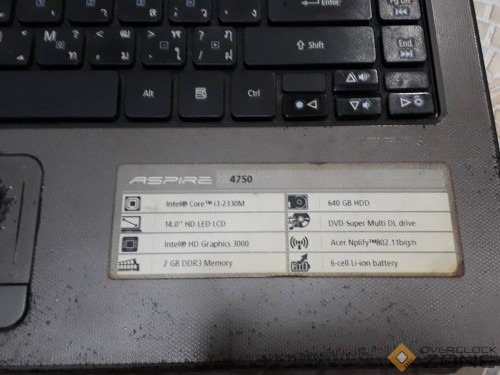 Pg Dn
Enter
Shift
End
Alt
Ctrl
ASPIRE 4750
Intel® Core™ i3-2330M
640 GB HDD
14.0" HD LED LCD
DVD-Super Multi DL drive
Intel® HD Graphics 3000
Acer Nplify™802.11b/g/n
2 GB DDR3 Memory
6-cell Li-ion battery
OVERCLOCK
ZONE